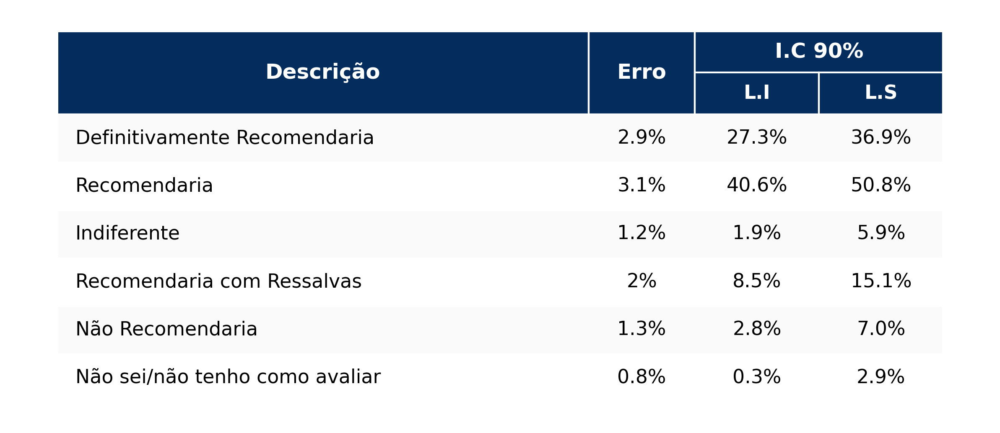 Descrição Erro I.C 90%
L.I L.S
Definitivamente Recomendaria 2.9% 27.3% 36.9%
Recomendaria 3.1% 40.6% 50.8%
Indiferente 1.2% 1.9% 5.9%
Recomendaria com Ressalvas 2% 8.5% 15.1%
Não Recomendaria 1.3% 2.8% 7.0%
Não sei/não tenho como avaliar 0.8% 0.3% 2.9%